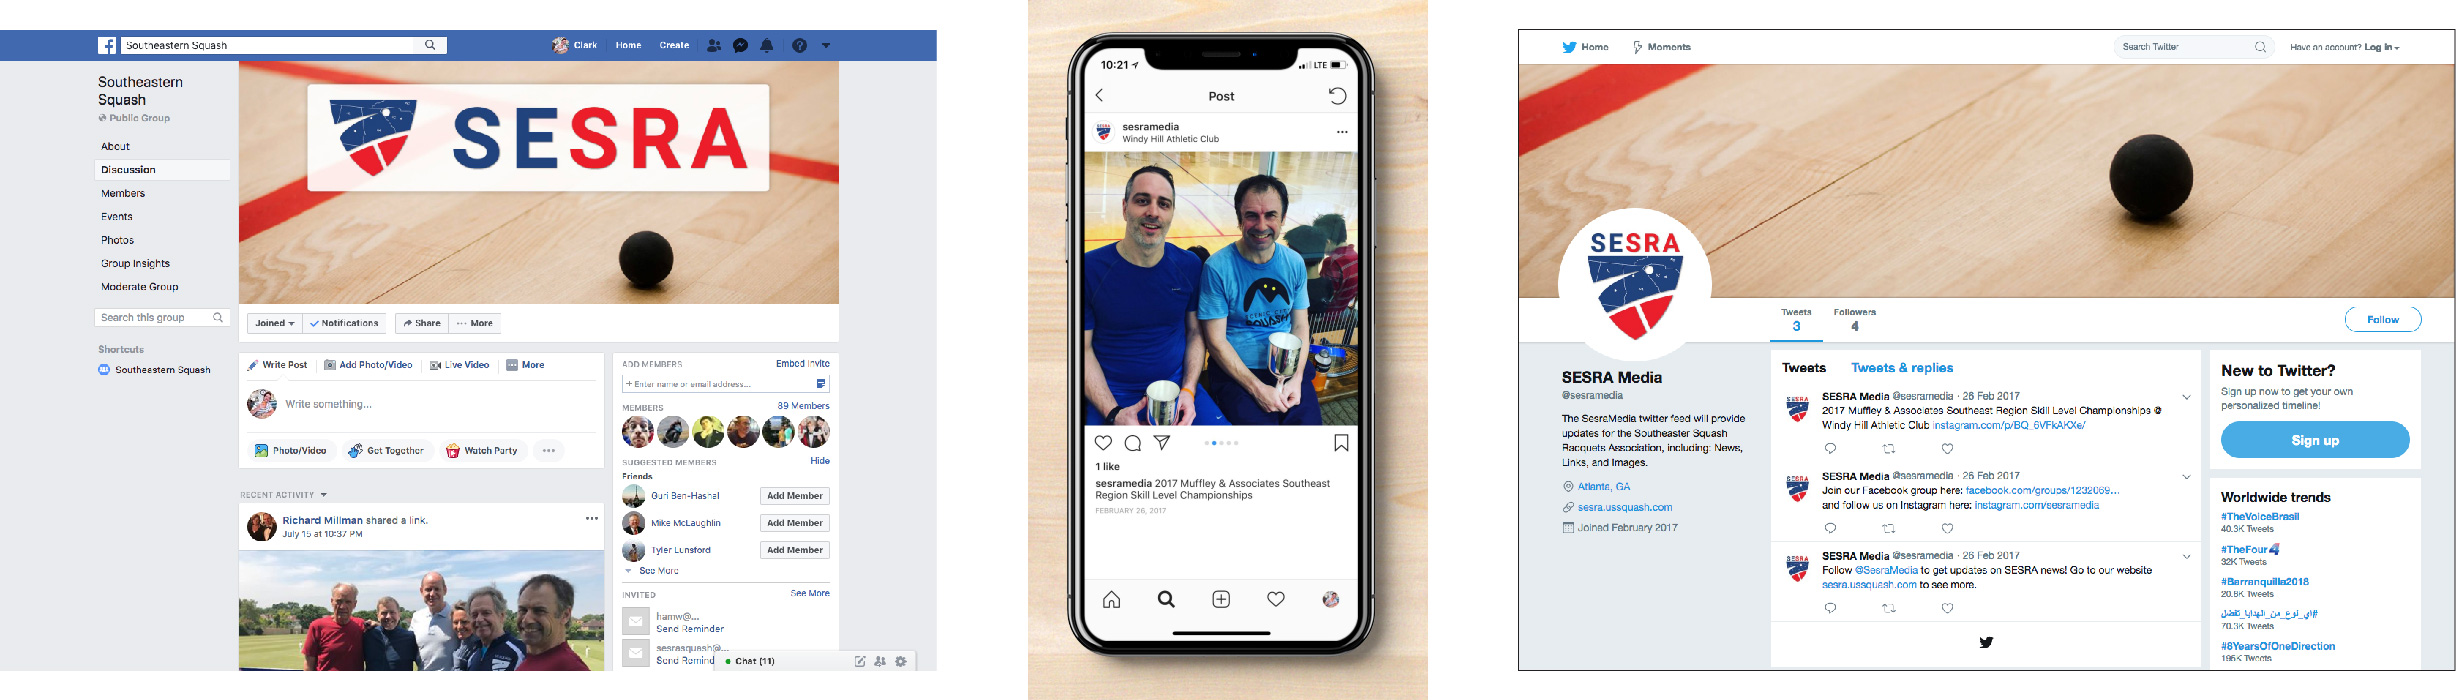 Southeastern Squash
Clark
Home
Create
Southeastern
Squash
Public Group
About
Discussion
Members
Events
Photos
Group Insights
Moderate Group
Search this group
Shortcuts
Southeastern Squash
SESRA
Joined
Notifications
Share
More
Write Post
Add Photo/Video
Live Video
More
Write something...
Photo/Video
Get Together
Watch Party
RECENT ACTIVITY
Richard Millman shared a link.
July 15 at 10:37 PM
ADD MEMBERS
Embed Invite
+ Enter name or email address...
MEMBERS
89 Members
SUGGESTED MEMBERS
Hide
Friends
Guri Ben-Hashal
Add Member
Mike McLaughlin
Add Member
Tyler Lunsford
Add Member
See More
INVITED
See More
hamw@...
Send Reminder
sesrasquash@...
Send Remind
Chat (11)
10:21
LTE
Post
sesramedia
Windy Hill Athletic Club
SQUASH
1 like
sesramedia 2017 Muffley & Associates Southeast
Region Skill Level Championships
FEBRUARY 26, 2017
Home
Moments
Search Twitter
Have an account? Log in
SESRA
Tweets
3
Followers
4
Follow
SESRA Media
@sesramedia
The SesraMedia twitter feed will provide
updates for the Southeaster Squash
Racquets Association, including: News,
Links, and Images.
Atlanta, GA
sesra.ussquash.com
Joined February 2017
Tweets
Tweets & replies
SESRA Media @sesramedia · 26 Feb 2017
2017 Muffley & Associates Southeast Region Skill Level Championships @
Windy Hill Athletic Club instagram.com/p/BQ_6VFkAKXe/
SESRA Media @sesramedia · 26 Feb 2017
Join our Facebook group here: facebook.com/groups/1232069...
and follow us on Instagram here: instagram.com/sesramedia
SESRA Media @sesramedia · 26 Feb 2017
Follow @SesraMedia to get updates on SESRA news! Go to our website
sesra.ussquash.com to see more.
New to Twitter?
Sign up now to get your own
personalized timeline!
Sign up
Worldwide trends
#TheVoiceBrasil
40.3K Tweets
#TheFour
32K Tweets
#Barranquilla2018
20.6K Tweets
#اي_نوع_من_الهدايا_تفضل
70.3K Tweets
#8YearsOfOneDirection
195K Tweets